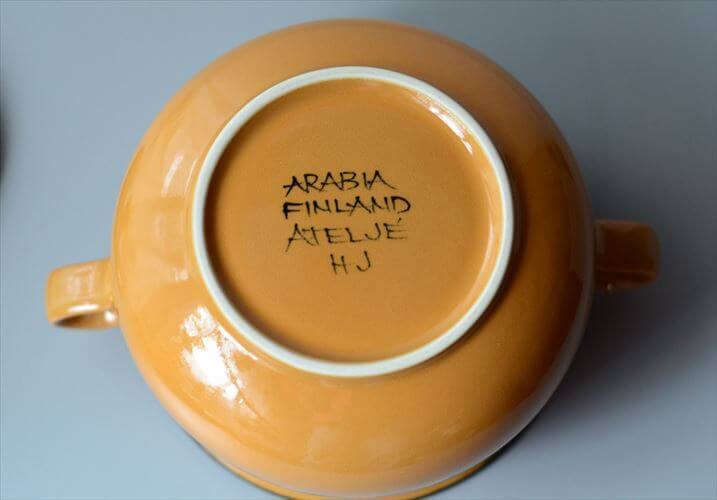 ARABIA
FINLAND
ATELJÉ
HJ